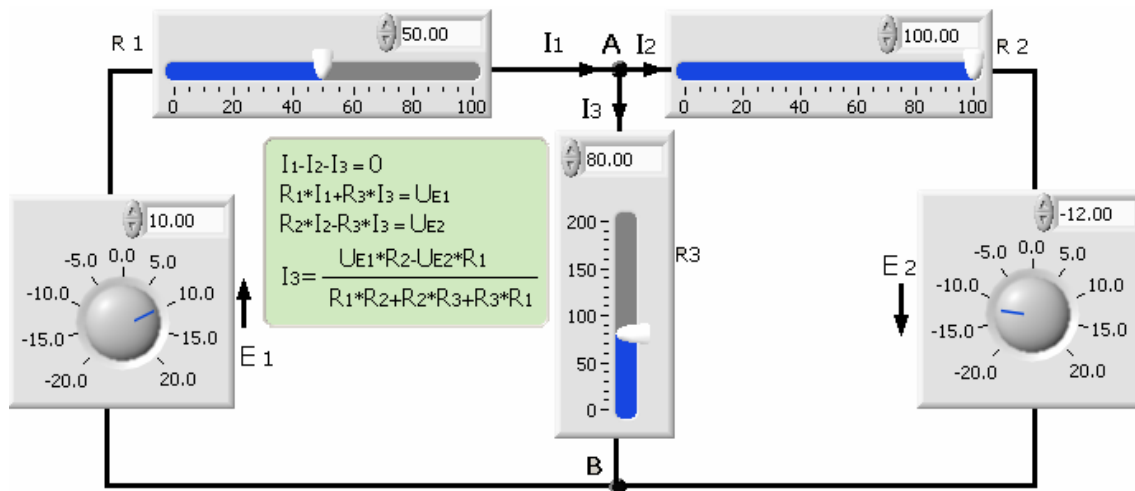 R 1
50.00
0 20 40 60 80 100
I1 A I2
I3
100.00
R 2
0 20 40 60 80 100
I1-I2-I3 = 0
R1*I1+R3*I3 = UE1
R2*I2-R3*I3 = UE2
I3 = UE1*R2-UE2*R1
R1*R2+R2*R3+R3*R1
80.00
200
150
100
50
0
R3
B
10.00
0.0
-5.0 5.0
-10.0 10.0
-15.0 15.0
-20.0 20.0
E 1
E 2
-12.00
0.0
-5.0 5.0
-10.0 10.0
-15.0 15.0
-20.0 20.0